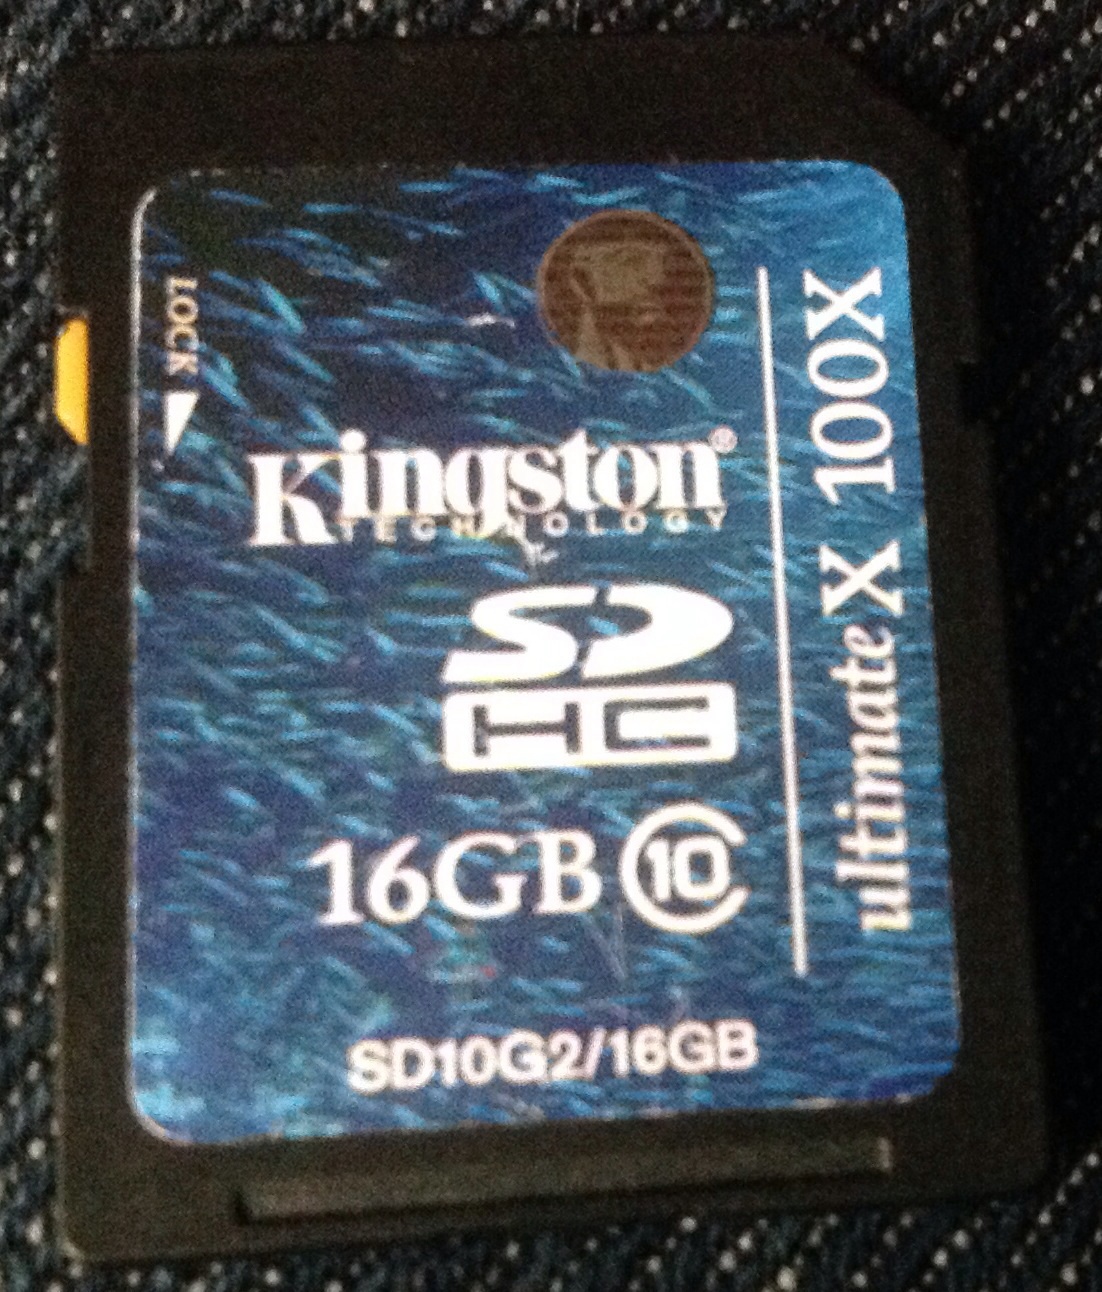 LOCK
Kingston®
TECHNOLOGY
SD
HC
16GB 10
SD10G2/16GB
ultimate X 100X